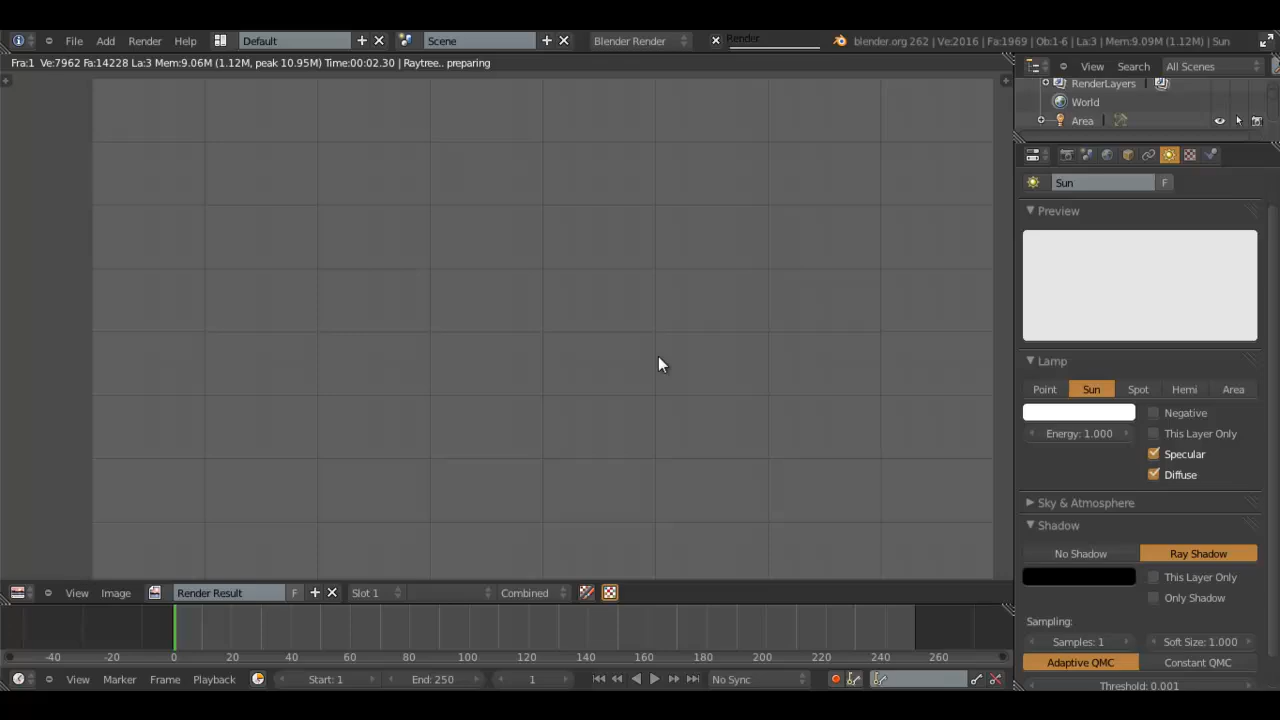 File Add Render Help Default Scene Blender Render Render blender.org 262 | Ve:2016 | Fa:1969 | Ob:1-6 | La:3 | Mem:9.09M (1.12M) | Sun
Fra:1 Ve:7962 Fa:14228 La:3 Mem:9.06M (1.12M, peak 10.95M) Time:00:02.30 | Raytree.. preparing
View Search All Scenes
RenderLayers
World
Area
Sun F
Preview
Lamp
Point Sun Spot Hemi Area
Negative
Energy: 1.000 This Layer Only
Specular
Diffuse
Sky & Atmosphere
Shadow
No Shadow Ray Shadow
This Layer Only
Only Shadow
Sampling:
Samples: 1 Soft Size: 1.000
Adaptive QMC Constant QMC
Threshold: 0.001
View Image Render Result F Slot 1 Combined
-40 -20 0 20 40 60 80 100 120 140 160 180 200 220 240 260
View Marker Frame Playback Start: 1 End: 250 1 No Sync